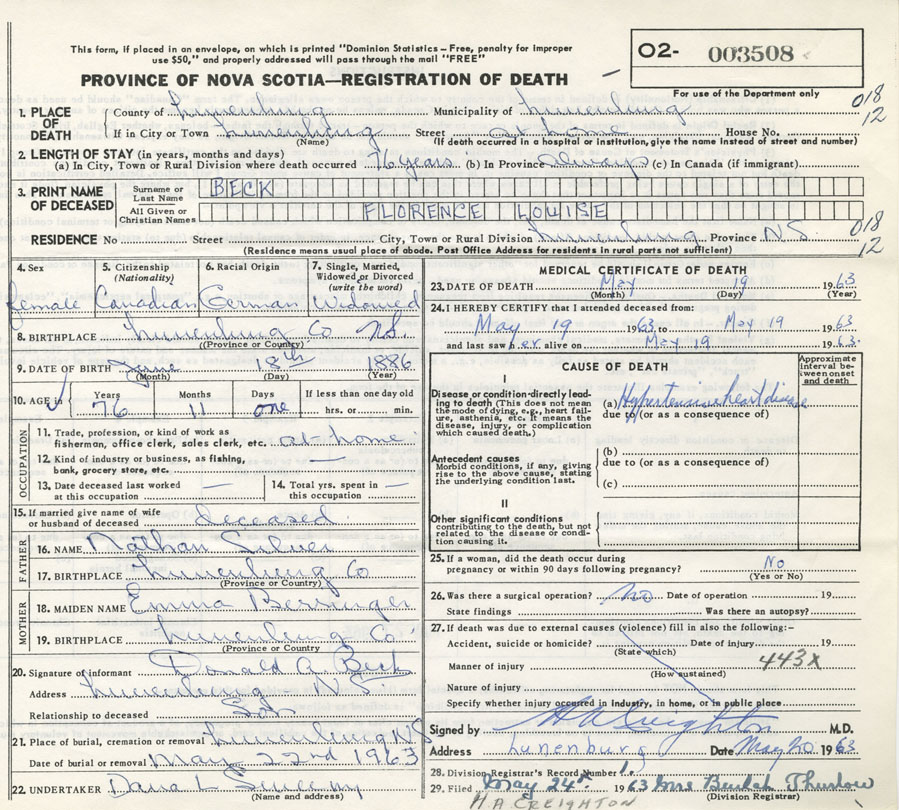 This form, if placed in an envelope, on which is printed "Dominion Statistics – Free, penalty for improper
use $50," and properly addressed will pass through the mail "FREE"
PROVINCE OF NOVA SCOTIA—REGISTRATION OF DEATH
O2- 003508
For use of the Department only
018
12
1. PLACE OF DEATH
County of Lunenburg Municipality of Lunenburg
If in City or Town Lunenburg Street at home House No.
(Name) (If death occurred in a hospital or institution, give the name instead of street and number)
2. LENGTH OF STAY (in years, months and days)
(a) In City, Town or Rural Division where death occurred 76 years (b) In Province always (c) In Canada (if immigrant)
3. PRINT NAME OF DECEASED
Surname or Last Name BECK
All Given or Christian Names FLORENCE LOUISE
018
12
RESIDENCE No Street City, Town or Rural Division Lunenburg Province NS
(Residence means usual place of abode. Post Office Address for residents in rural parts not sufficient)
4. Sex 5. Citizenship (Nationality) 6. Racial Origin 7. Single, Married, Widowed or Divorced (write the word)
female Canadian German Widowed
8. BIRTHPLACE Lunenburg Co NS
(Province or Country)
9. DATE OF BIRTH June 18th 1886
(Month) (Day) (Year)
10. AGE in Years Months Days If less than one day old
76 11 one hrs. or min.
OCCUPATION
11. Trade, profession, or kind of work as fisherman, office clerk, sales clerk, etc. at home
12. Kind of industry or business, as fishing, bank, grocery store, etc. —
13. Date deceased last worked at this occupation —
14. Total yrs. spent in this occupation —
15. If married give name of wife or husband of deceased deceased
FATHER
16. NAME Nathan Silver
17. BIRTHPLACE Lunenburg Co
(Province or Country)
MOTHER
18. MAIDEN NAME Emma Berringer
19. BIRTHPLACE Lunenburg Co
(Province or Country
20. Signature of informant Donald A. Beck
Address Lunenburg N S
Relationship to deceased Son
21. Place of burial, cremation or removal Lunenburg NS
Date of burial or removal May 22nd 1963
22. UNDERTAKER
(Name and address)
MEDICAL CERTIFICATE OF DEATH
23. DATE OF DEATH May 19 1963
(Month) (Day) (Year)
24. I HEREBY CERTIFY that I attended deceased from:
May 19 1963 to May 19 1963
and last saw her alive on May 19 1963.
CAUSE OF DEATH
Approximate interval between onset and death
I
Disease or condition directly leading to death (This does not mean the mode of dying, e.g., heart failure, asthenia, etc. It means the disease, injury, or complication which caused death.)
(a) Hypertensive heart disease
due to (or as a consequence of)
Antecedent causes
Morbid conditions, if any, giving rise to the above cause, stating the underlying condition last.
(b)
due to (or as a consequence of)
(c)
II
Other significant conditions
contributing to the death, but not related to the disease or condition causing it.
25. If a woman, did the death occur during
pregnancy or within 90 days following pregnancy? No
(Yes or No)
26. Was there a surgical operation? no Date of operation 19
State findings Was there an autopsy?
27. If death was due to external causes (violence) fill in also the following:-
Accident, suicide or homicide? Date of injury 19
(State which)
Manner of injury 443X
(How sustained)
Nature of injury
Specify whether injury occurred in Industry, in home, or in public place
Signed by H A Creighton M.D.
Address Lunenburg Date May 20 1963
28. Division Registrar's Record Number
29. Filed May 24 1963 Mrs Beulah Thurlow
(Division Registrar)
H A CREIGHTON